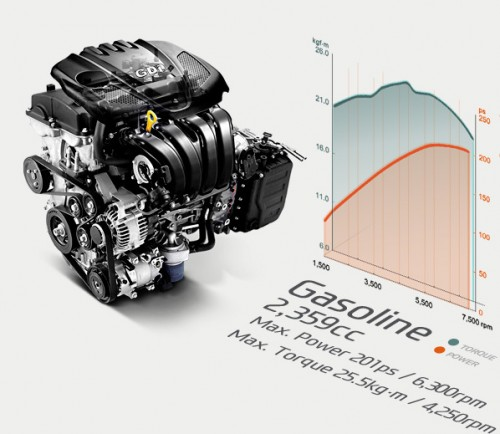 GDi
kgf·m
26.0
21.0
16.0
11.0
6.0
ps
250
200
150
100
50
0
1,500
3,500
5,500
7,500 rpm
TORQUE
POWER
Gasoline
2,359cc
Max. Power 201ps / 6,300rpm
Max. Torque 25.5kg·m / 4,250rpm